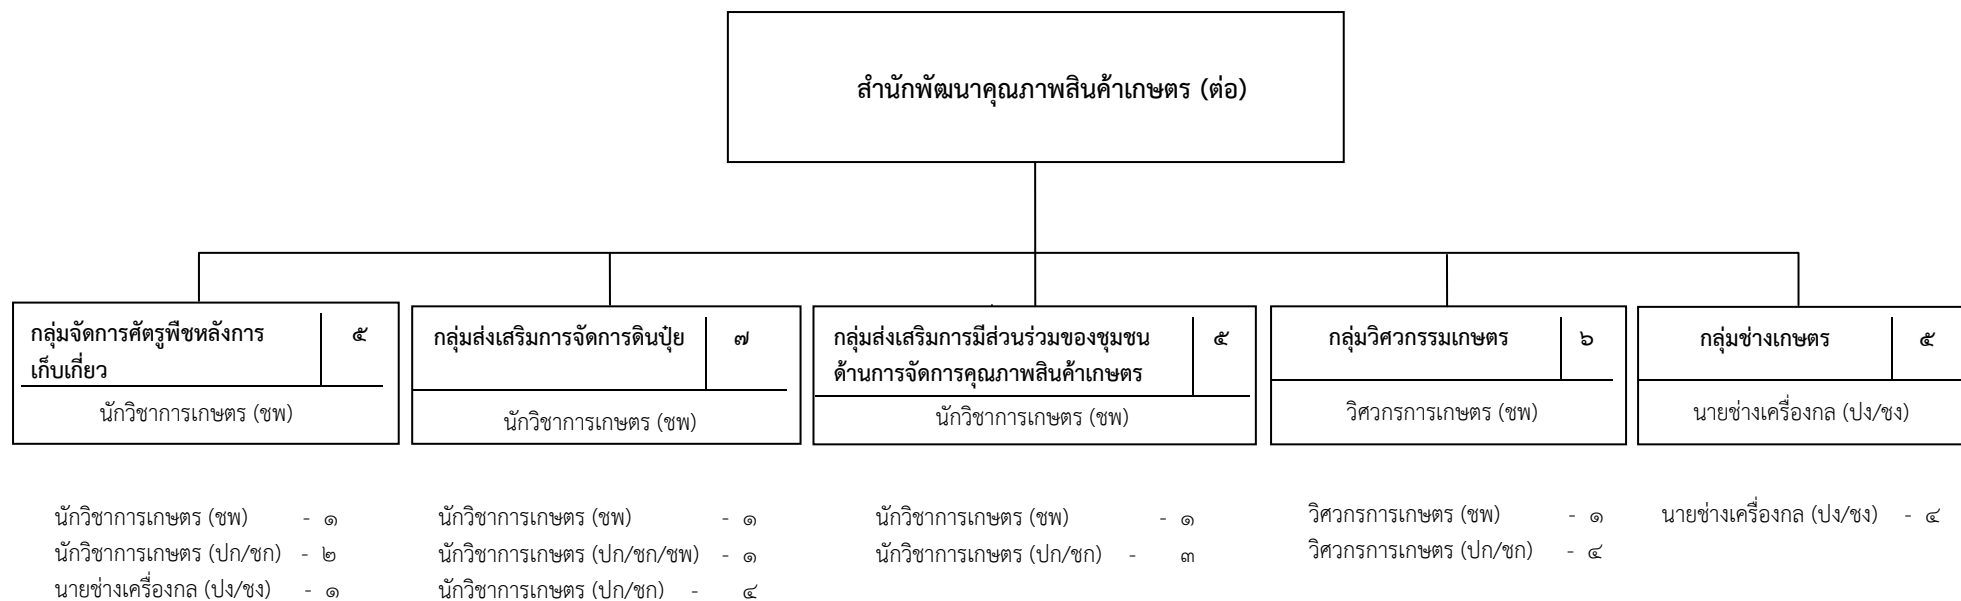 สำนักพัฒนาคุณภาพสินค้าเกษตร (ต่อ)
กลุ่มจัดการศัตรูพืชหลังการ ๕
เก็บเกี่ยว
นักวิชาการเกษตร (ชพ)
กลุ่มส่งเสริมการจัดการดินปุ๋ย ๗
นักวิชาการเกษตร (ชพ)
กลุ่มส่งเสริมการมีส่วนร่วมของชุมชน ๕
ด้านการจัดการคุณภาพสินค้าเกษตร
นักวิชาการเกษตร (ชพ)
กลุ่มวิศวกรรมเกษตร ๖
วิศวกรการเกษตร (ชพ)
กลุ่มช่างเกษตร ๕
นายช่างเครื่องกล (ปง/ชง)
นักวิชาการเกษตร (ชพ) - ๑
นักวิชาการเกษตร (ปก/ชก) - ๒
นายช่างเครื่องกล (ปง/ชง) - ๑
นักวิชาการเกษตร (ชพ) - ๑
นักวิชาการเกษตร (ปก/ชก/ชพ) - ๑
นักวิชาการเกษตร (ปก/ชก) - ๔
นักวิชาการเกษตร (ชพ) - ๑
นักวิชาการเกษตร (ปก/ชก) - ๓
วิศวกรการเกษตร (ชพ) - ๑
วิศวกรการเกษตร (ปก/ชก) - ๔
นายช่างเครื่องกล (ปง/ชง) - ๔